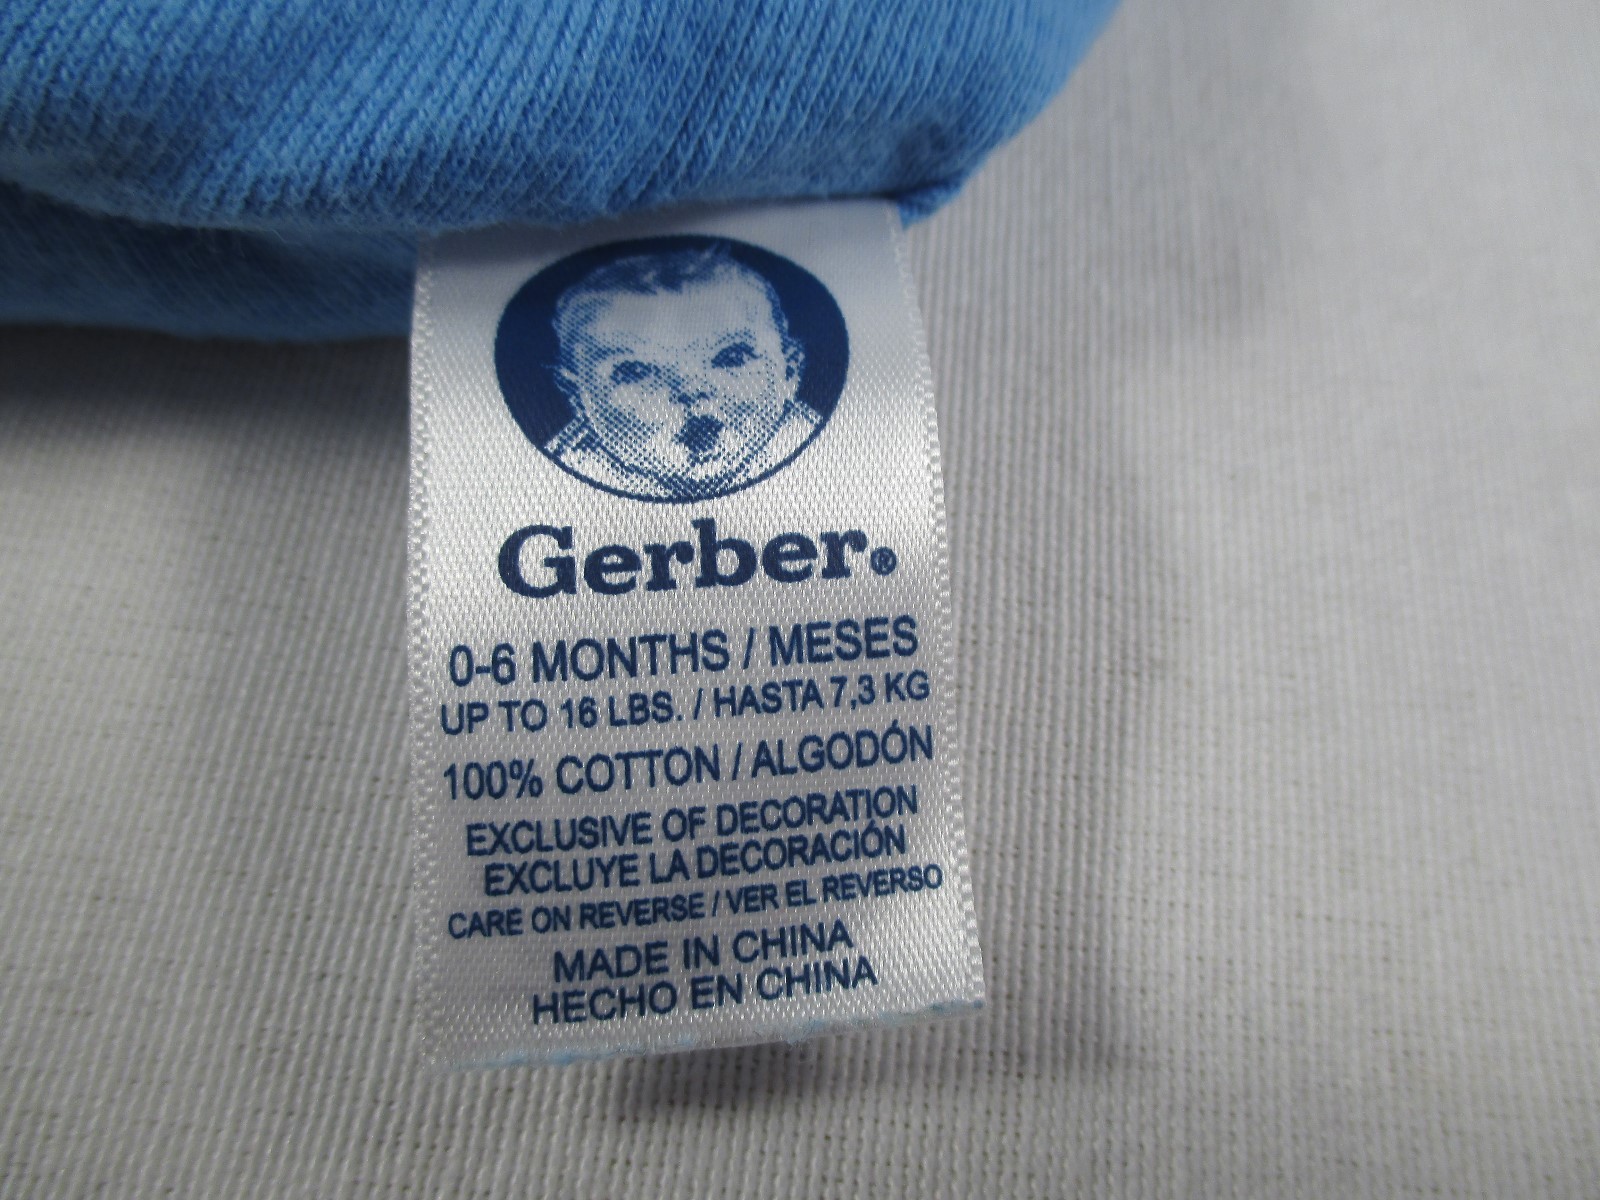 Gerber®
0-6 MONTHS / MESES
UP TO 16 LBS. / HASTA 7,3 KG
100% COTTON / ALGODÓN
EXCLUSIVE OF DECORATION
EXCLUYE LA DECORACIÓN
CARE ON REVERSE / VER EL REVERSO
MADE IN CHINA
HECHO EN CHINA